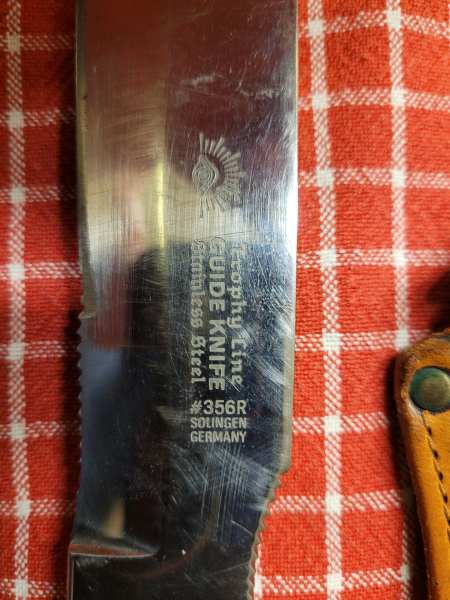 Trophy Line
GUIDE KNIFE
Stainless Steel
#356R
SOLINGEN
GERMANY